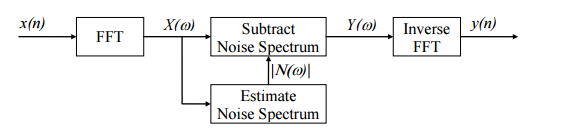 x(n)
FFT
X(ω)
Subtract
Noise Spectrum
Y(ω)
Inverse
FFT
y(n)
|N(ω)|
Estimate
Noise Spectrum